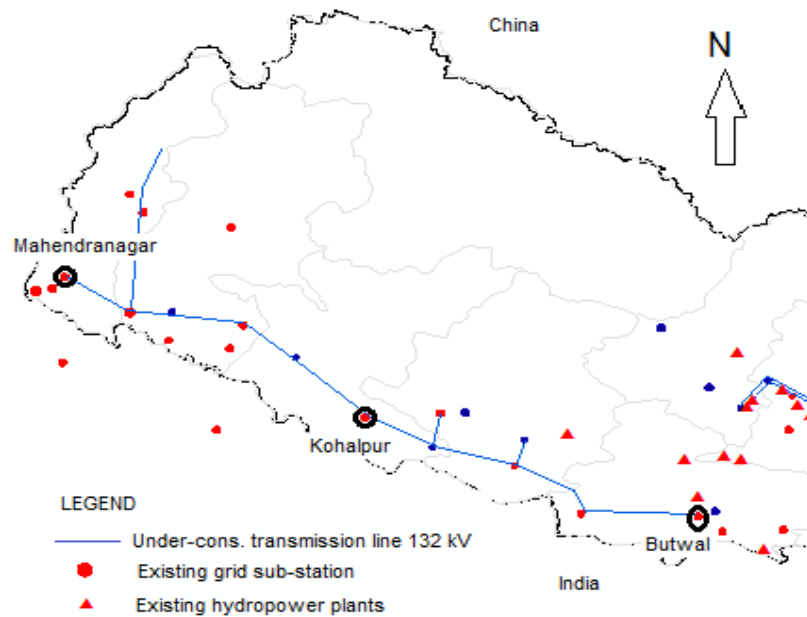 China
N
Mahendranagar
Kohalpur
Butwal
India
LEGEND
Under-cons. transmission line 132 kV
Existing grid sub-station
Existing hydropower plants